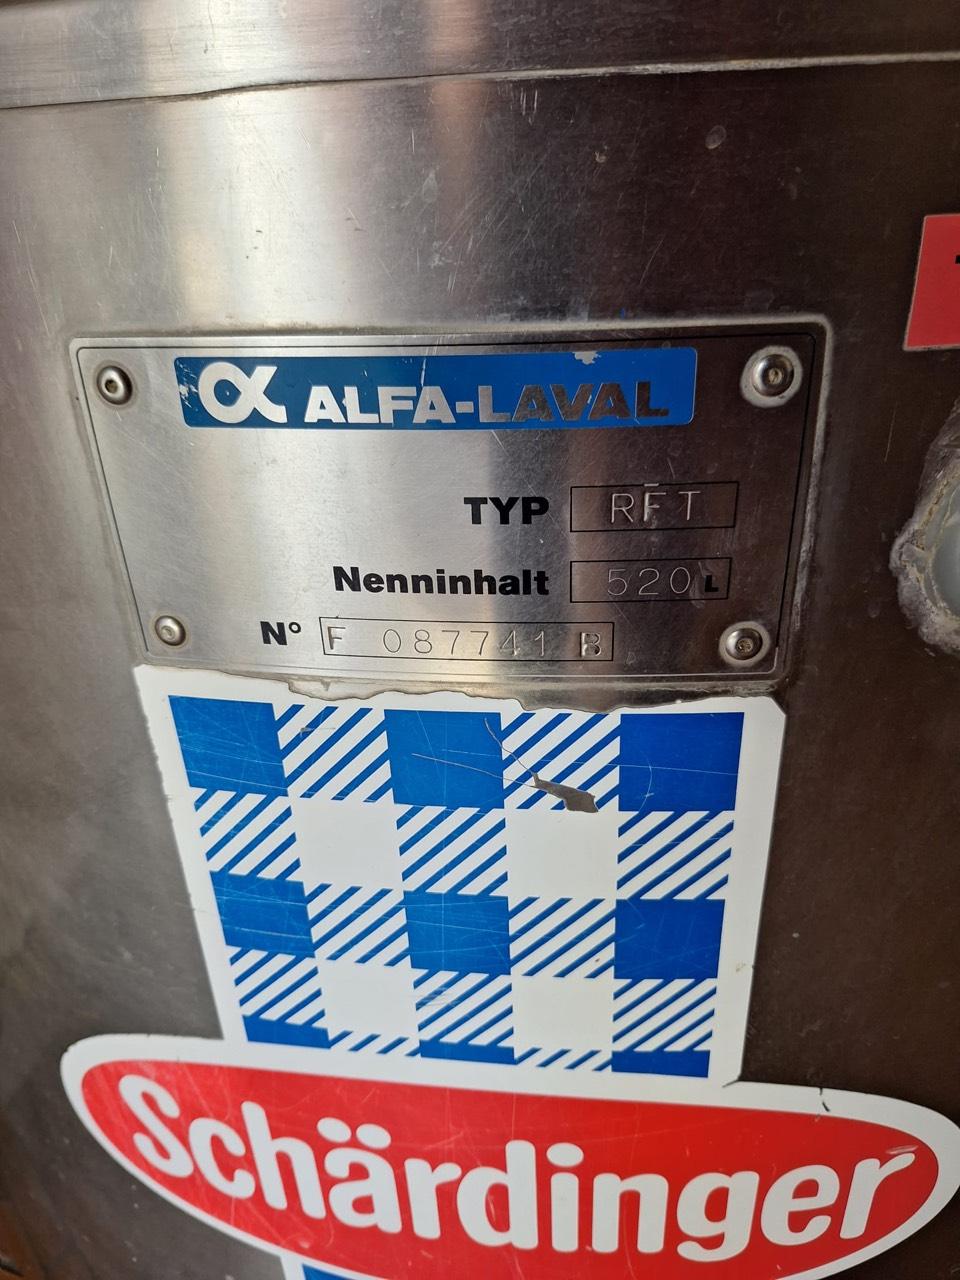 ALFA-LAVAL
TYP RFT
Nenninhalt 520 L
N° F 087741 B
Schärdinger